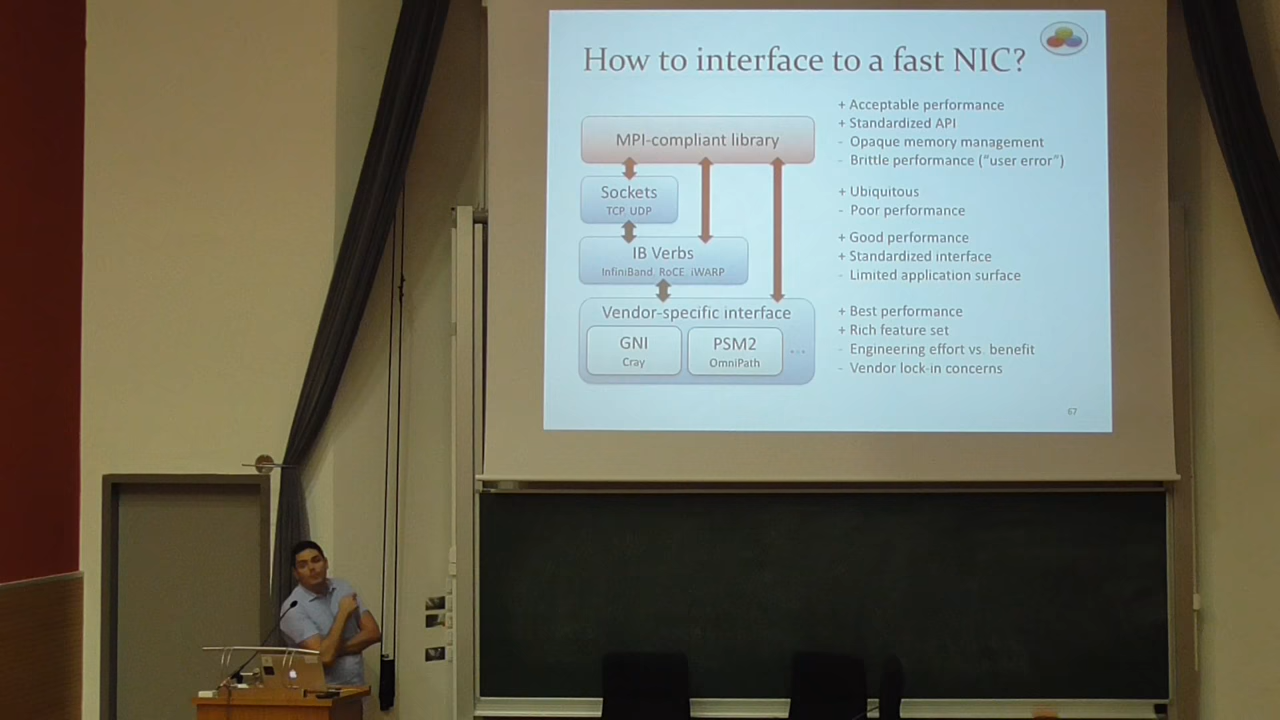 How to interface to a fast NIC?
MPI-compliant library
Sockets
TCP, UDP
IB Verbs
InfiniBand, RoCE, iWARP
Vendor-specific interface
GNI
Cray
PSM2
OmniPath
...
+ Acceptable performance
+ Standardized API
- Opaque memory management
- Brittle performance ("user error")
+ Ubiquitous
- Poor performance
+ Good performance
+ Standardized interface
- Limited application surface
+ Best performance
+ Rich feature set
- Engineering effort vs. benefit
- Vendor lock-in concerns
67